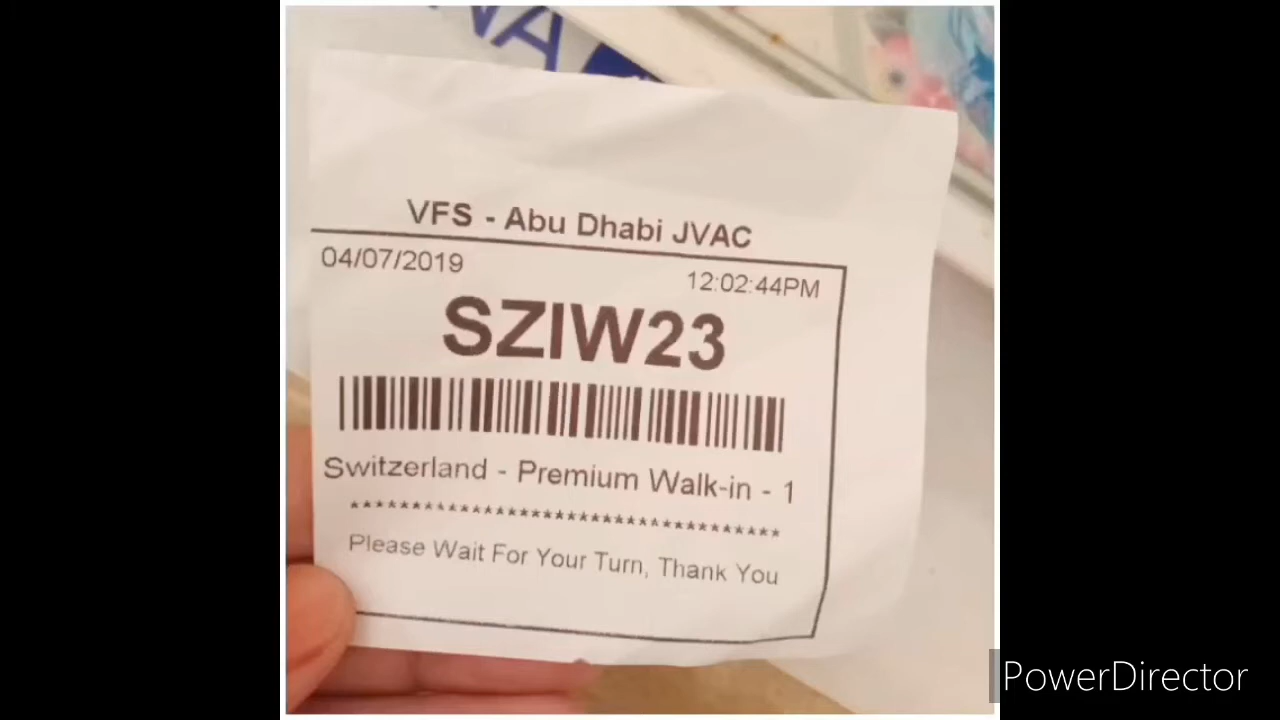 NA
VFS - Abu Dhabi JVAC
04/07/2019
12:02:44PM
SZIW23
Switzerland - Premium Walk-in - 1
************************************
Please Wait For Your Turn, Thank You
PowerDirector